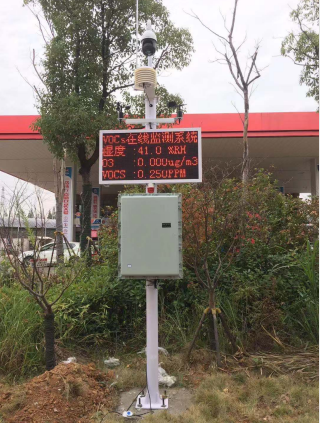 VOCs在线监测系统
湿度 :41.0 %RH
O3 :0.000ug/m3
VOCS :0.250PPM